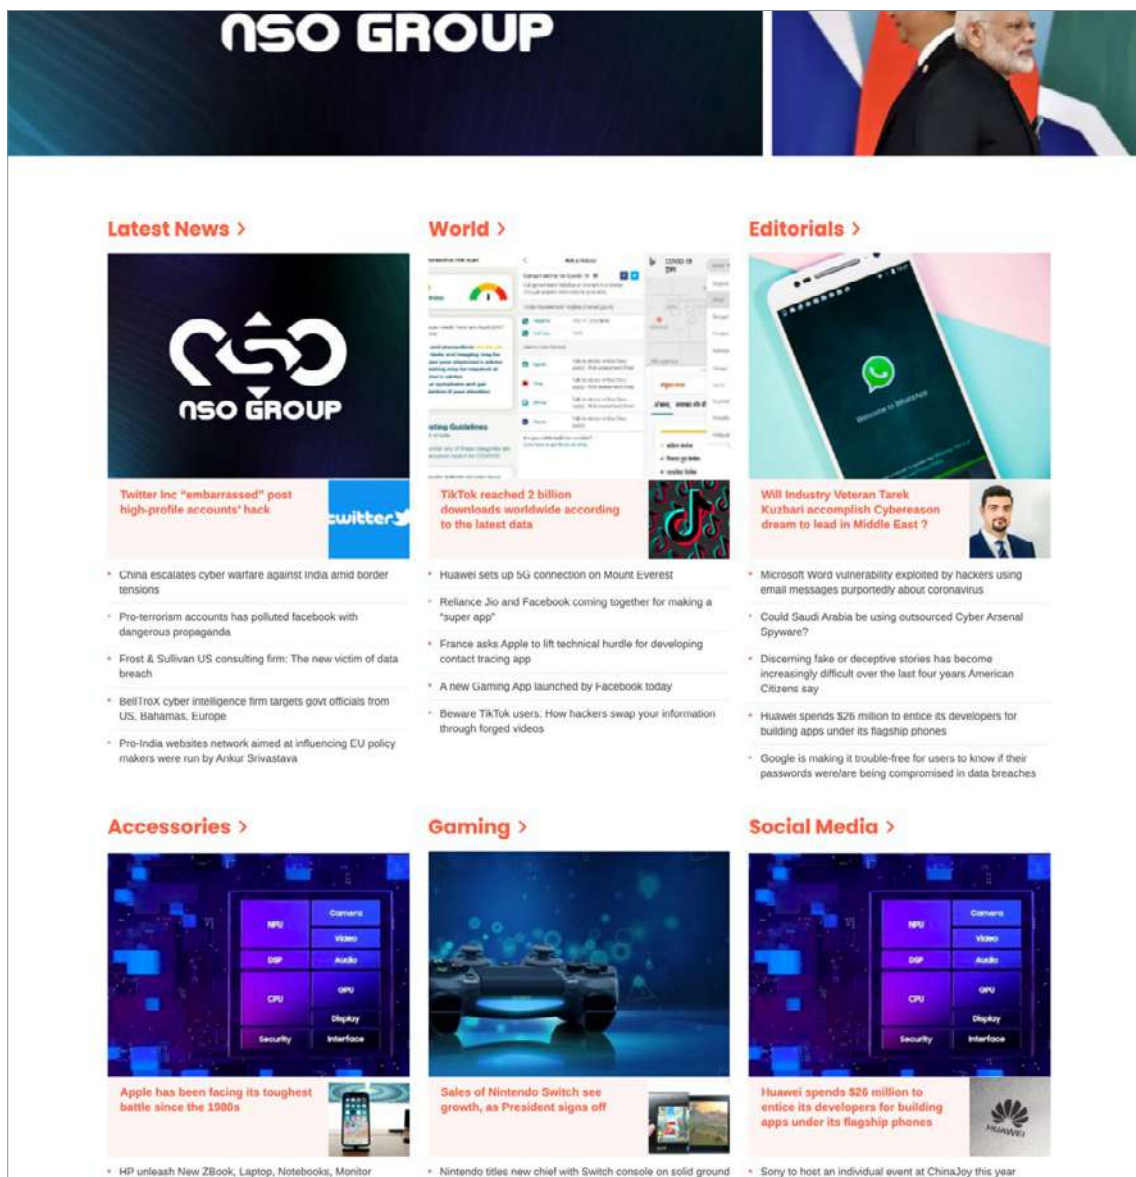 NSO GROUP
Latest News >
NSO GROUP
Twitter Inc “embarrassed” post
high-profile accounts’ hack
twitter
China escalates cyber warfare against India amid border
tensions
Pro-terrorism accounts has polluted facebook with
dangerous propaganda
Frost & Sullivan US consulting firm: The new victim of data
breach
BellTroX cyber intelligence firm targets govt officials from
US, Bahamas, Europe
Pro-India websites network aimed at influencing EU policy
makers were run by Ankur Srivastava
World >
TikTok reached 2 billion
downloads worldwide according
to the latest data
Huawei sets up 5G connection on Mount Everest
Reliance Jio and Facebook coming together for making a
"super app"
France asks Apple to lift technical hurdle for developing
contact tracing app
A new Gaming App launched by Facebook today
Beware TikTok users: How hackers swap your information
through forged videos
Editorials >
Welcome to WhatsApp
Will Industry Veteran Tarek
Kuzbari accomplish Cybereason
dream to lead in Middle East ?
Microsoft Word vulnerability exploited by hackers using
email messages purportedly about coronavirus
Could Saudi Arabia be using outsourced Cyber Arsenal
Spyware?
Discerning fake or deceptive stories has become
increasingly difficult over the last four years American
Citizens say
Huawei spends $26 million to entice its developers for
building apps under its flagship phones
Google is making it trouble-free for users to know if their
passwords were/are being compromised in data breaches
Accessories >
NPU
Camera
Video
DSP
Audio
CPU
GPU
Display
Security
Interface
Apple has been facing its toughest
battle since the 1900s
HP unleash New ZBook, Laptop, Notebooks, Monitor
Gaming >
Sales of Nintendo Switch see
growth, as President signs off
Nintendo titles new chief with Switch console on solid ground
Social Media >
NPU
Camera
Video
DSP
Audio
CPU
GPU
Display
Security
Interface
Huawei spends $26 million to
entice its developers for building
apps under its flagship phones
HUAWEI
Sony to host an individual event at ChinaJoy this year